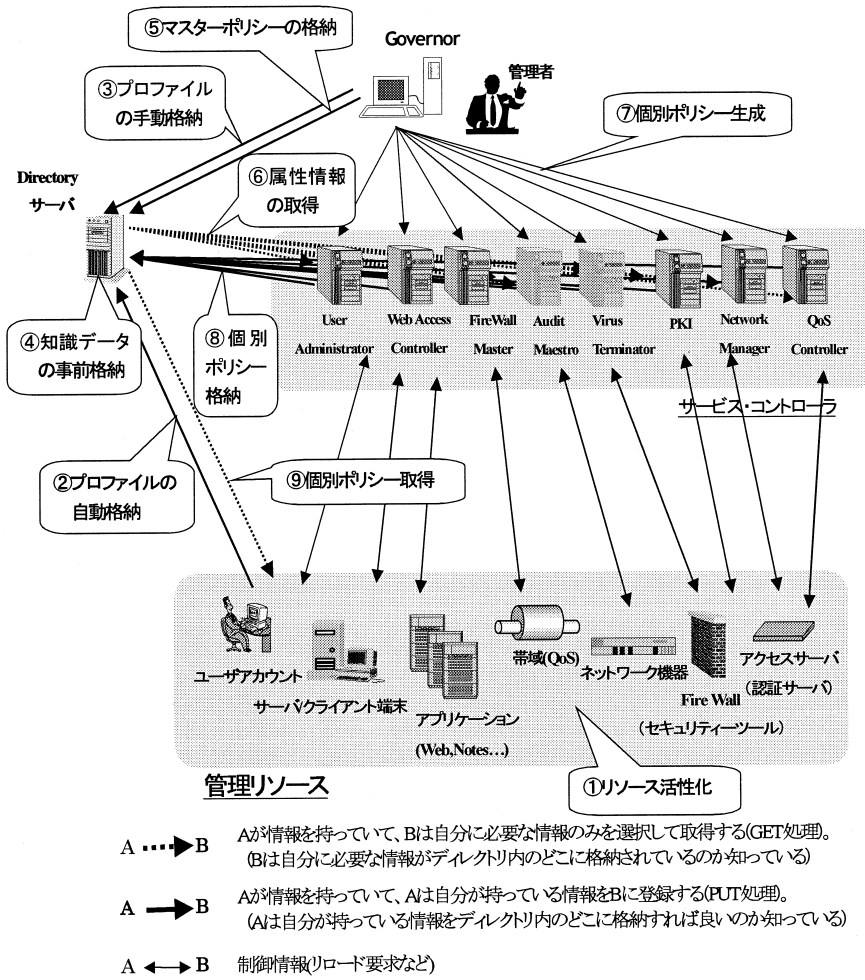 ⑤マスターポリシーの格納
Governor
管理者
③プロファイル
の手動格納
⑦個別ポリシー生成
Directory
サーバ
⑥属性情報
の取得
④知識データ
の事前格納
⑧個別
ポリシー
格納
User
Administrator
Web Access
Controller
FireWall
Master
Audit
Maestro
Virus
Terminator
PKI
Network
Manager
QoS
Controller
サービス・コントローラ
②プロファイルの
自動格納
⑨個別ポリシー取得
ユーザアカウント
サーバ/クライアント端末
アプリケーション
(Web,Notes…)
帯域(QoS)
ネットワーク機器
Fire Wall
(セキュリティーツール)
アクセスサーバ
(認証サーバ)
管理リソース
①リソース活性化
A B Aが情報を持っていて、Bは自分に必要な情報のみを選択して取得する(GET処理)。
(Bは自分に必要な情報がディレクトリ内のどこに格納されているのか知っている)
A B Aが情報を持っていて、Aは自分が持っている情報をBに登録する(PUT処理)。
(Aは自分が持っている情報をディレクトリ内のどこに格納すれば良いのか知っている)
A B 制御情報(リロード要求など)